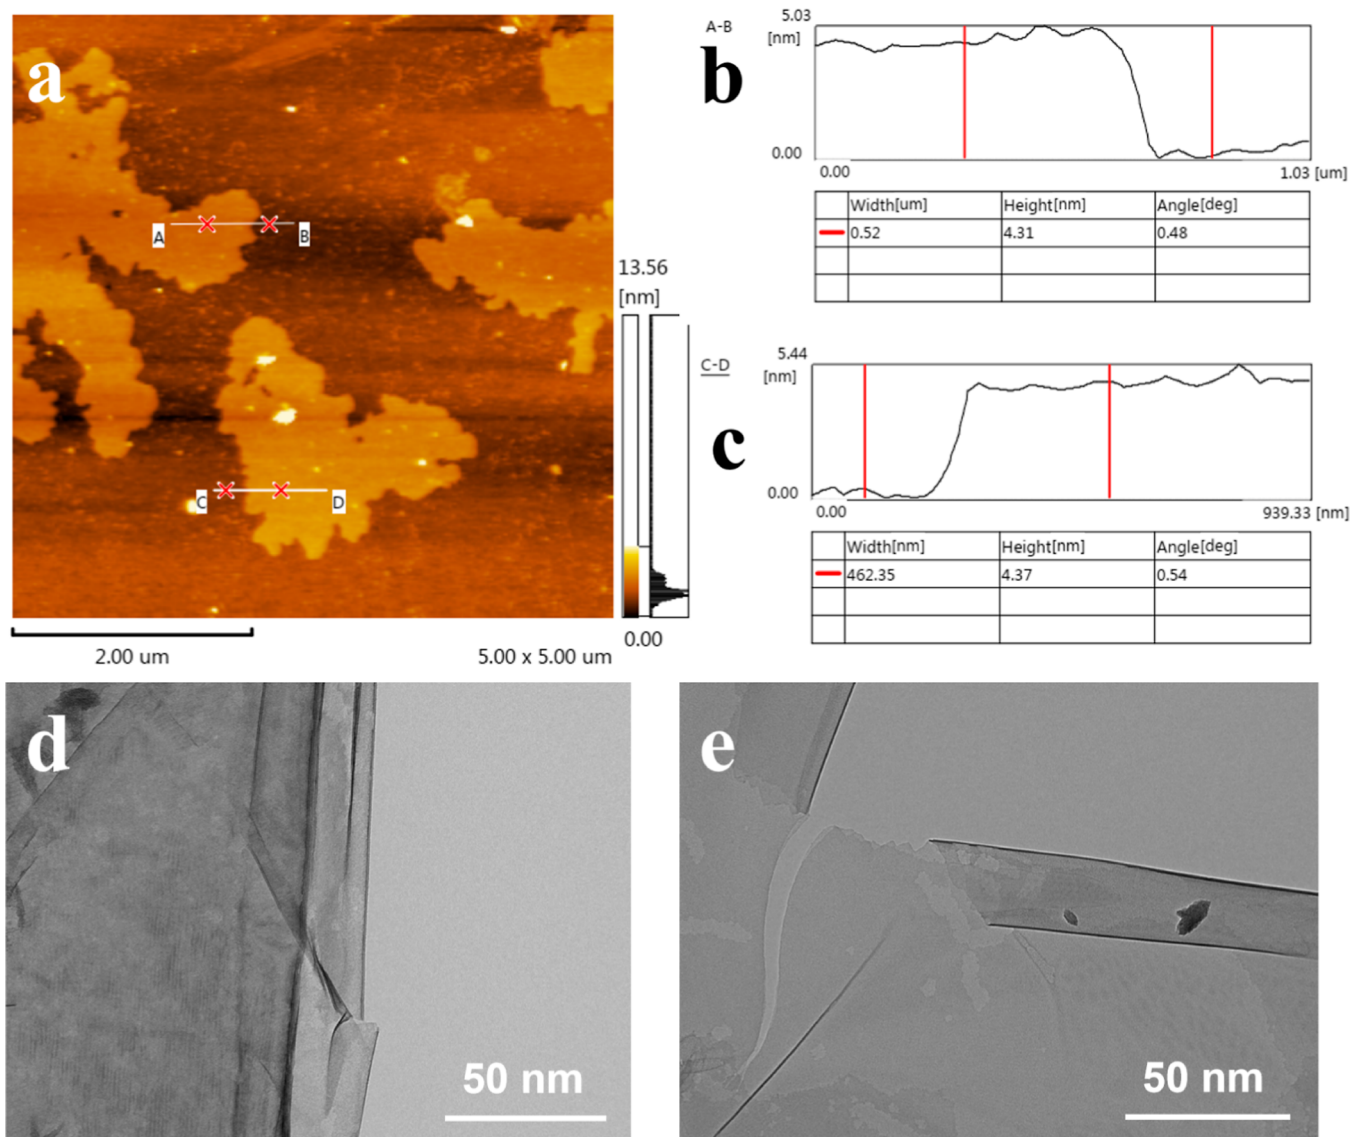 a
A
B
C
D
13.56
[nm]
0.00
2.00 um
5.00 x 5.00 um
A-B
b
5.03
[nm]
0.00
0.00
1.03 [um]
Width[um] Height[nm] Angle[deg]
0.52 4.31 0.48
C-D
c
5.44
[nm]
0.00
0.00
939.33 [nm]
Width[nm] Height[nm] Angle[deg]
462.35 4.37 0.54
d
50 nm
e
50 nm